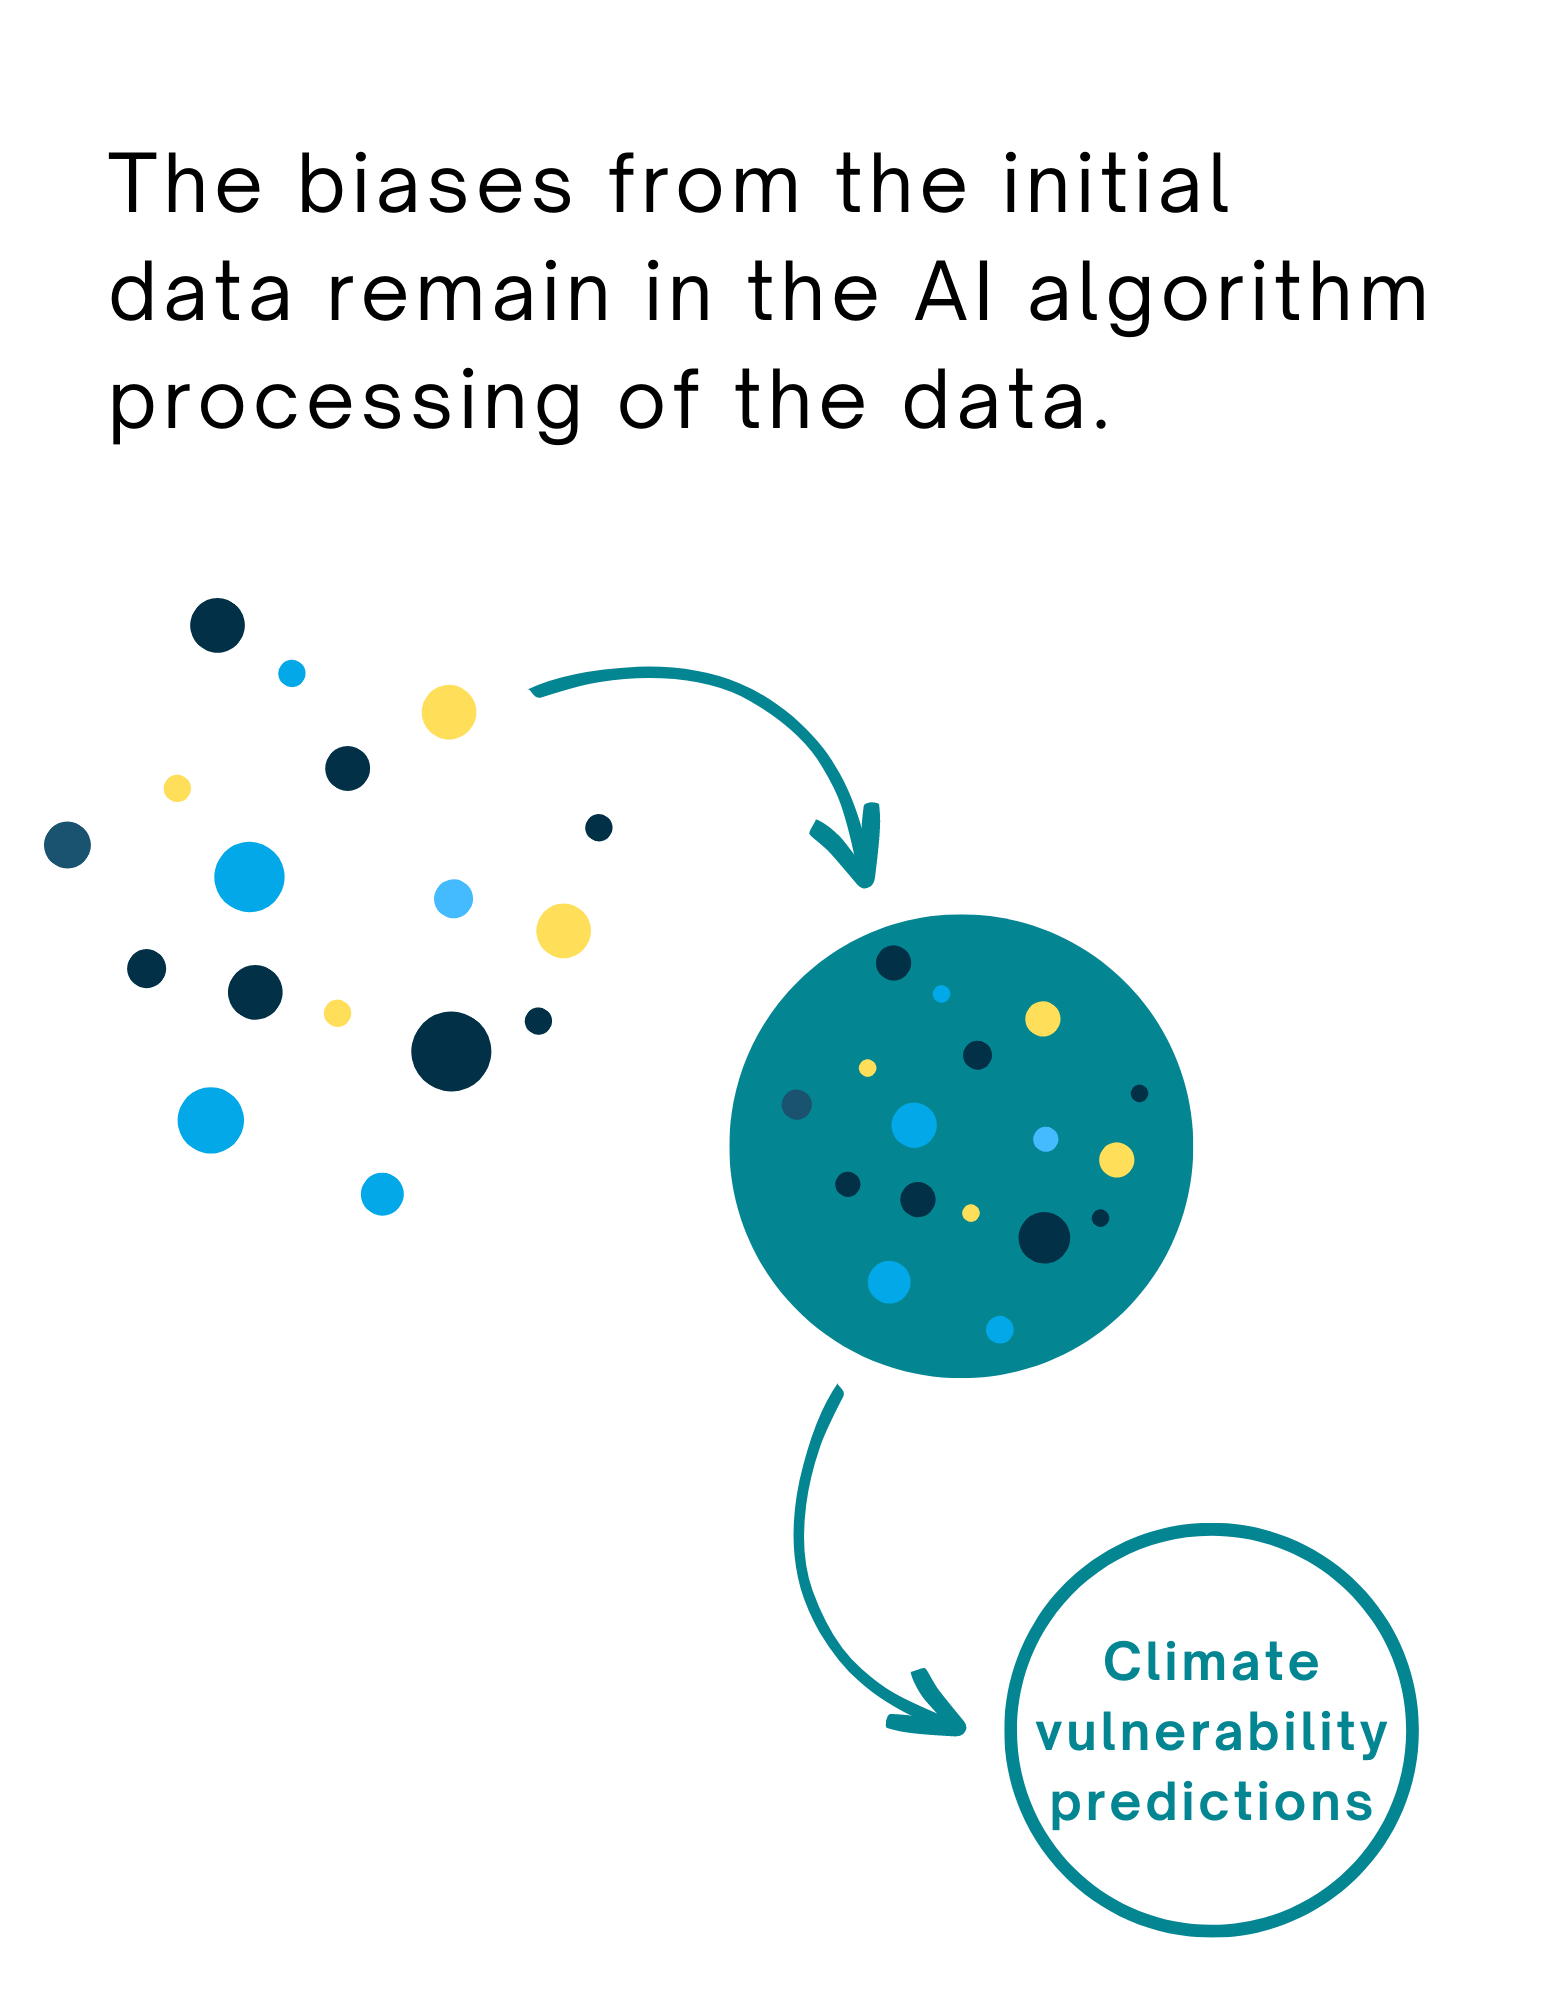 The biases from the initial
data remain in the AI algorithm
processing of the data.
Climate
vulnerability
predictions